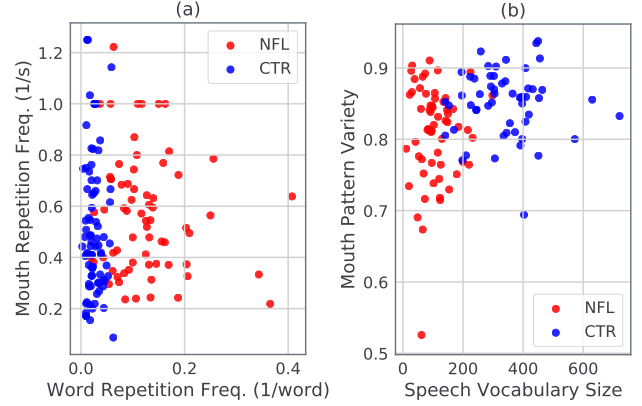 (a)
Mouth Repetition Freq. (1/s)
1.2
1.0
0.8
0.6
0.4
0.2
NFL
CTR
0.0 0.2 0.4
Word Repetition Freq. (1/word)
(b)
Mouth Pattern Variety
0.9
0.8
0.7
0.6
0.5
NFL
CTR
0 200 400 600
Speech Vocabulary Size